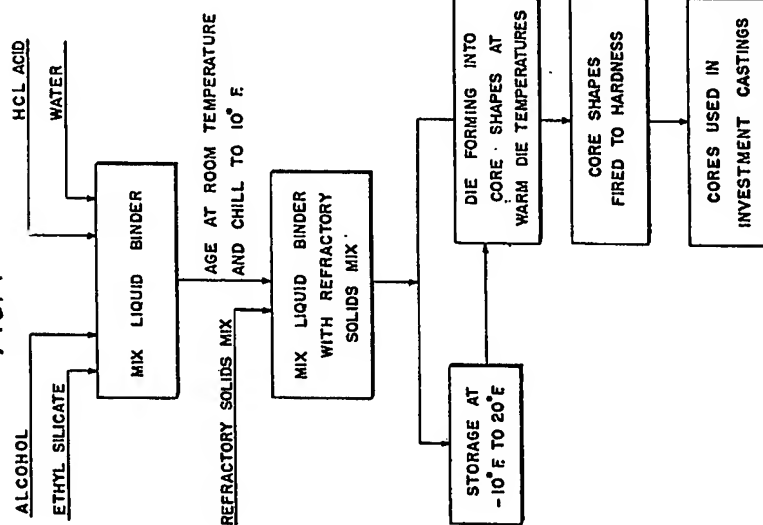 HCL ACID
WATER
ALCOHOL
ETHYL SILICATE
MIX LIQUID BINDER
AGE AT ROOM TEMPERATURE
AND CHILL TO 10° F.
REFRACTORY SOLIDS MIX
MIX LIQUID BINDER
WITH REFRACTORY
SOLIDS MIX
STORAGE AT
-10° F. TO 20° F.
DIE FORMING INTO
CORE SHAPES AT
WARM DIE TEMPERATURES
CORE SHAPES
FIRED TO HARDNESS
CORES USED IN
INVESTMENT CASTINGS